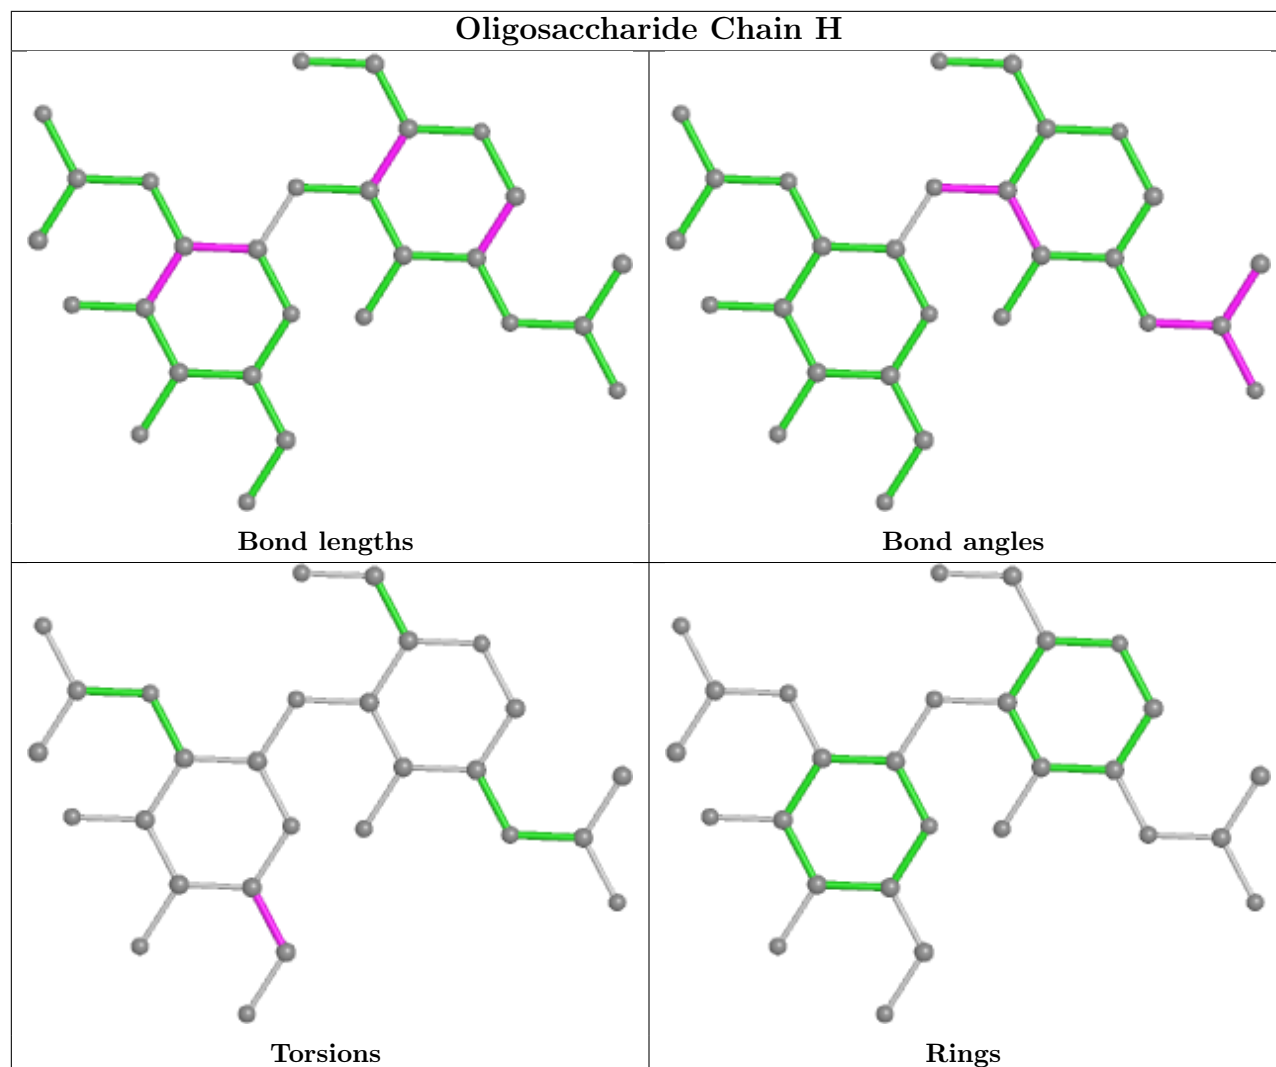 Oligosaccharide Chain H
Bond lengths
Bond angles
Torsions
Rings